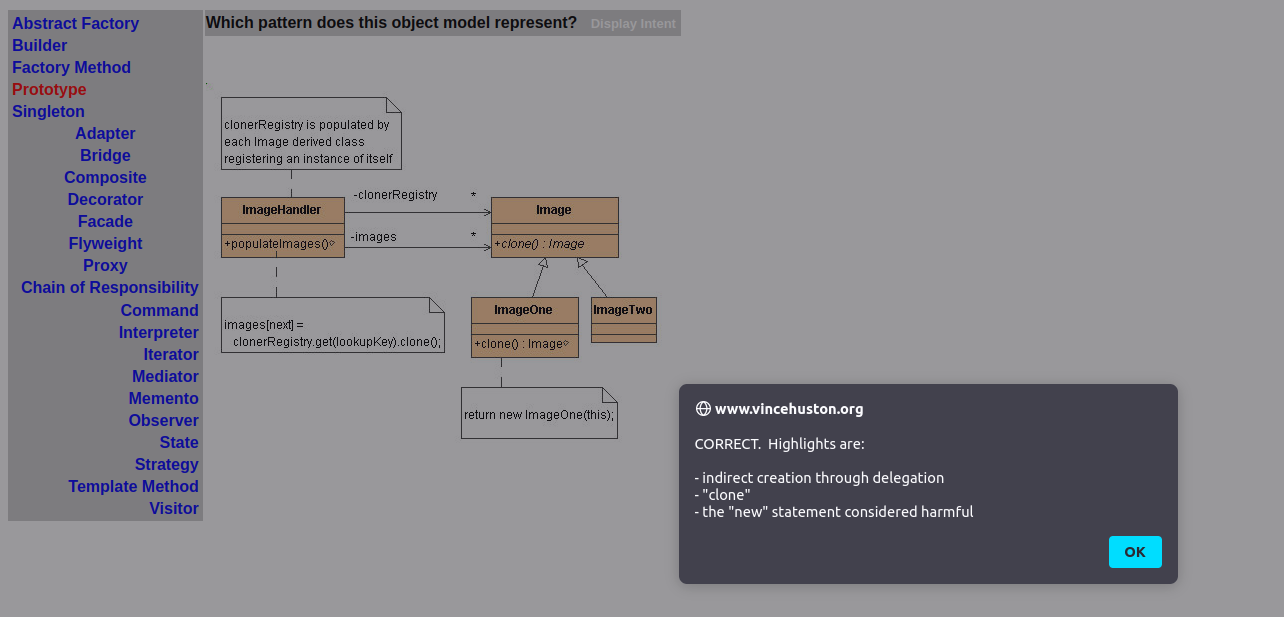 Abstract Factory
Builder
Factory Method
Prototype
Singleton
Adapter
Bridge
Composite
Decorator
Facade
Flyweight
Proxy
Chain of Responsibility
Command
Interpreter
Iterator
Mediator
Memento
Observer
State
Strategy
Template Method
Visitor
Which pattern does this object model represent? Display Intent
clonerRegistry is populated by
each Image derived class
registering an instance of itself
ImageHandler
+populateImages()
-clonerRegistry *
-images *
Image
+clone() : Image
images[next] =
clonerRegistry.get(lookupKey).clone();
ImageOne
+clone() : Image
ImageTwo
return new ImageOne(this);
www.vincehuston.org
CORRECT. Highlights are:
- indirect creation through delegation
- "clone"
- the "new" statement considered harmful
OK